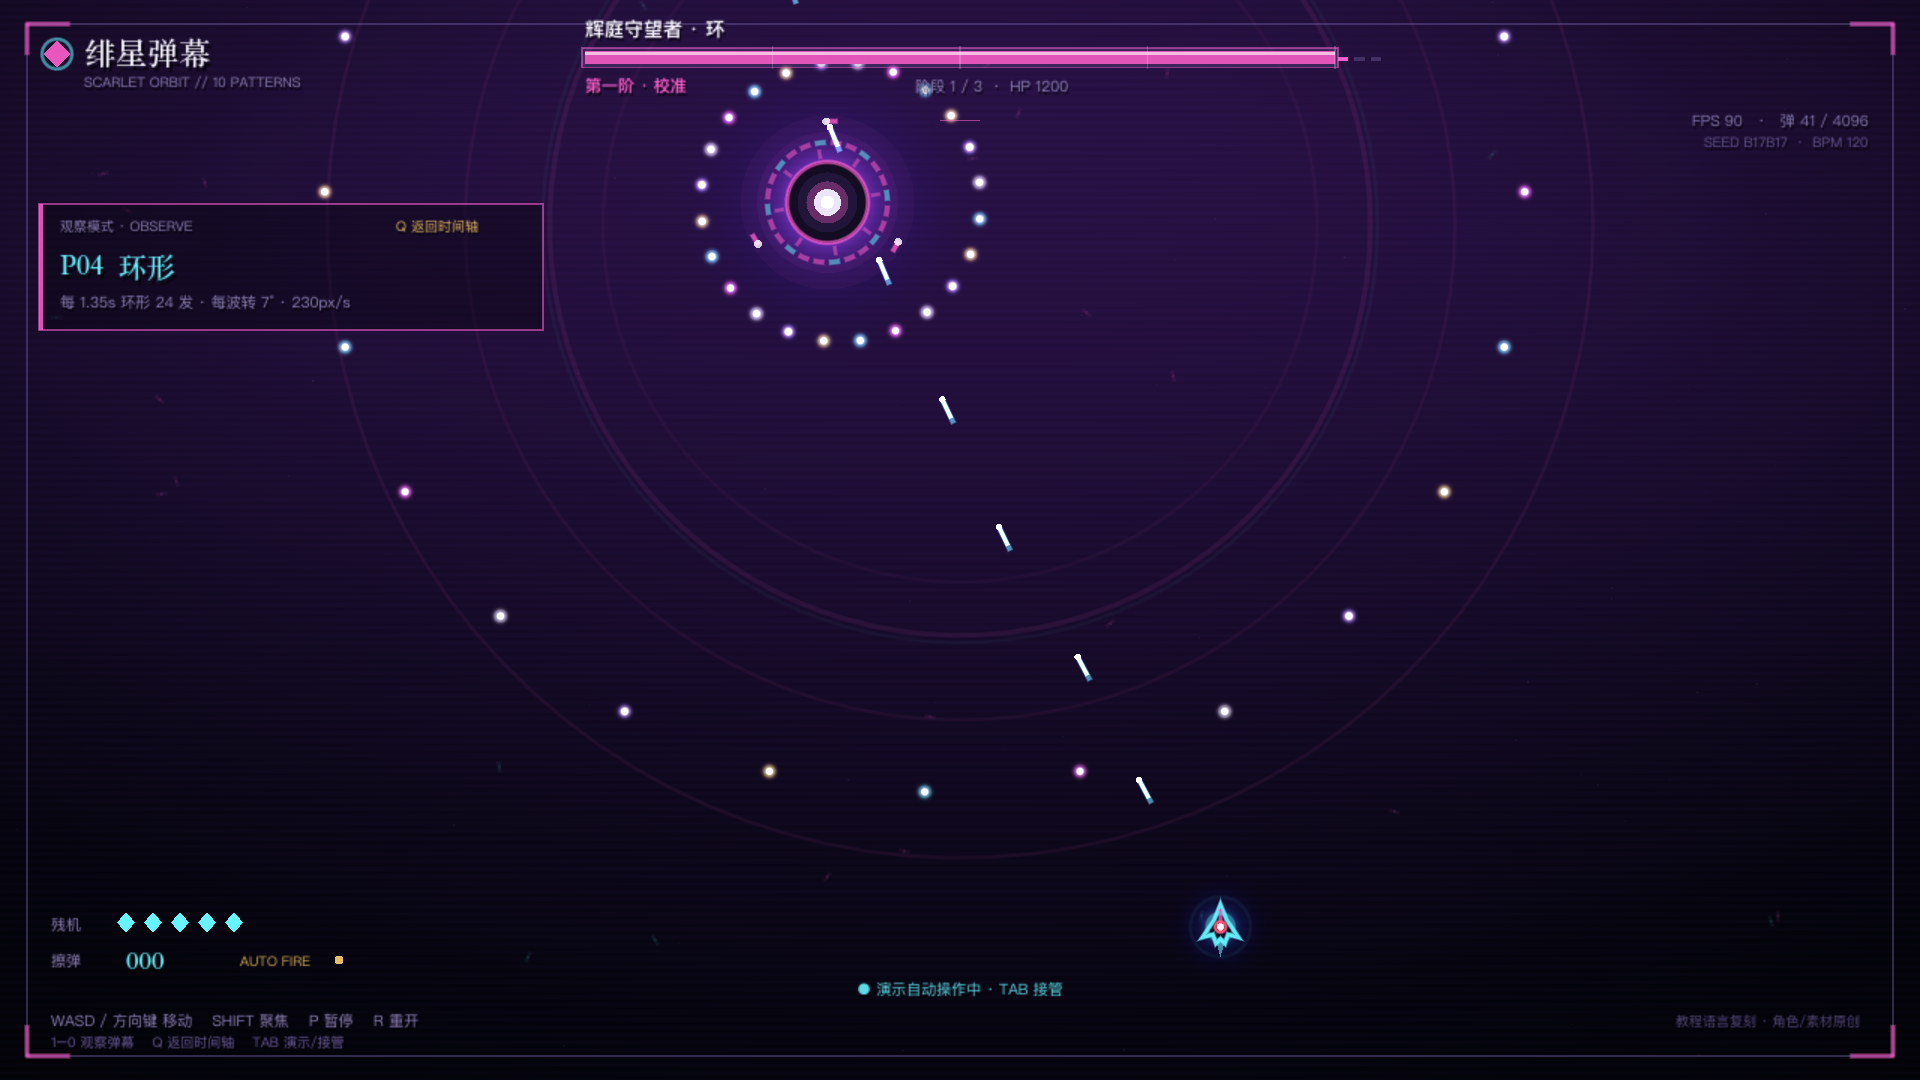 绯星弹幕
SCARLET ORBIT // 10 PATTERNS
辉庭守望者 · 环
第一阶 · 校准
阶段 1 / 3 · HP 1200
FPS 90 · 弹 41 / 4096
SEED B17B17 · BPM 120
观察模式 · OBSERVE
Q 返回时间轴
P04 环形
每 1.35s 环形 24 发 · 每波转 7° · 230px/s
残机
擦弹 000 AUTO FIRE
演示自动操作中 · TAB 接管
WASD / 方向键 移动 SHIFT 聚焦 P 暂停 R 重开
1—0 观察弹幕 Q 返回时间轴 TAB 演示/接管
教程语言复刻 · 角色/素材原创